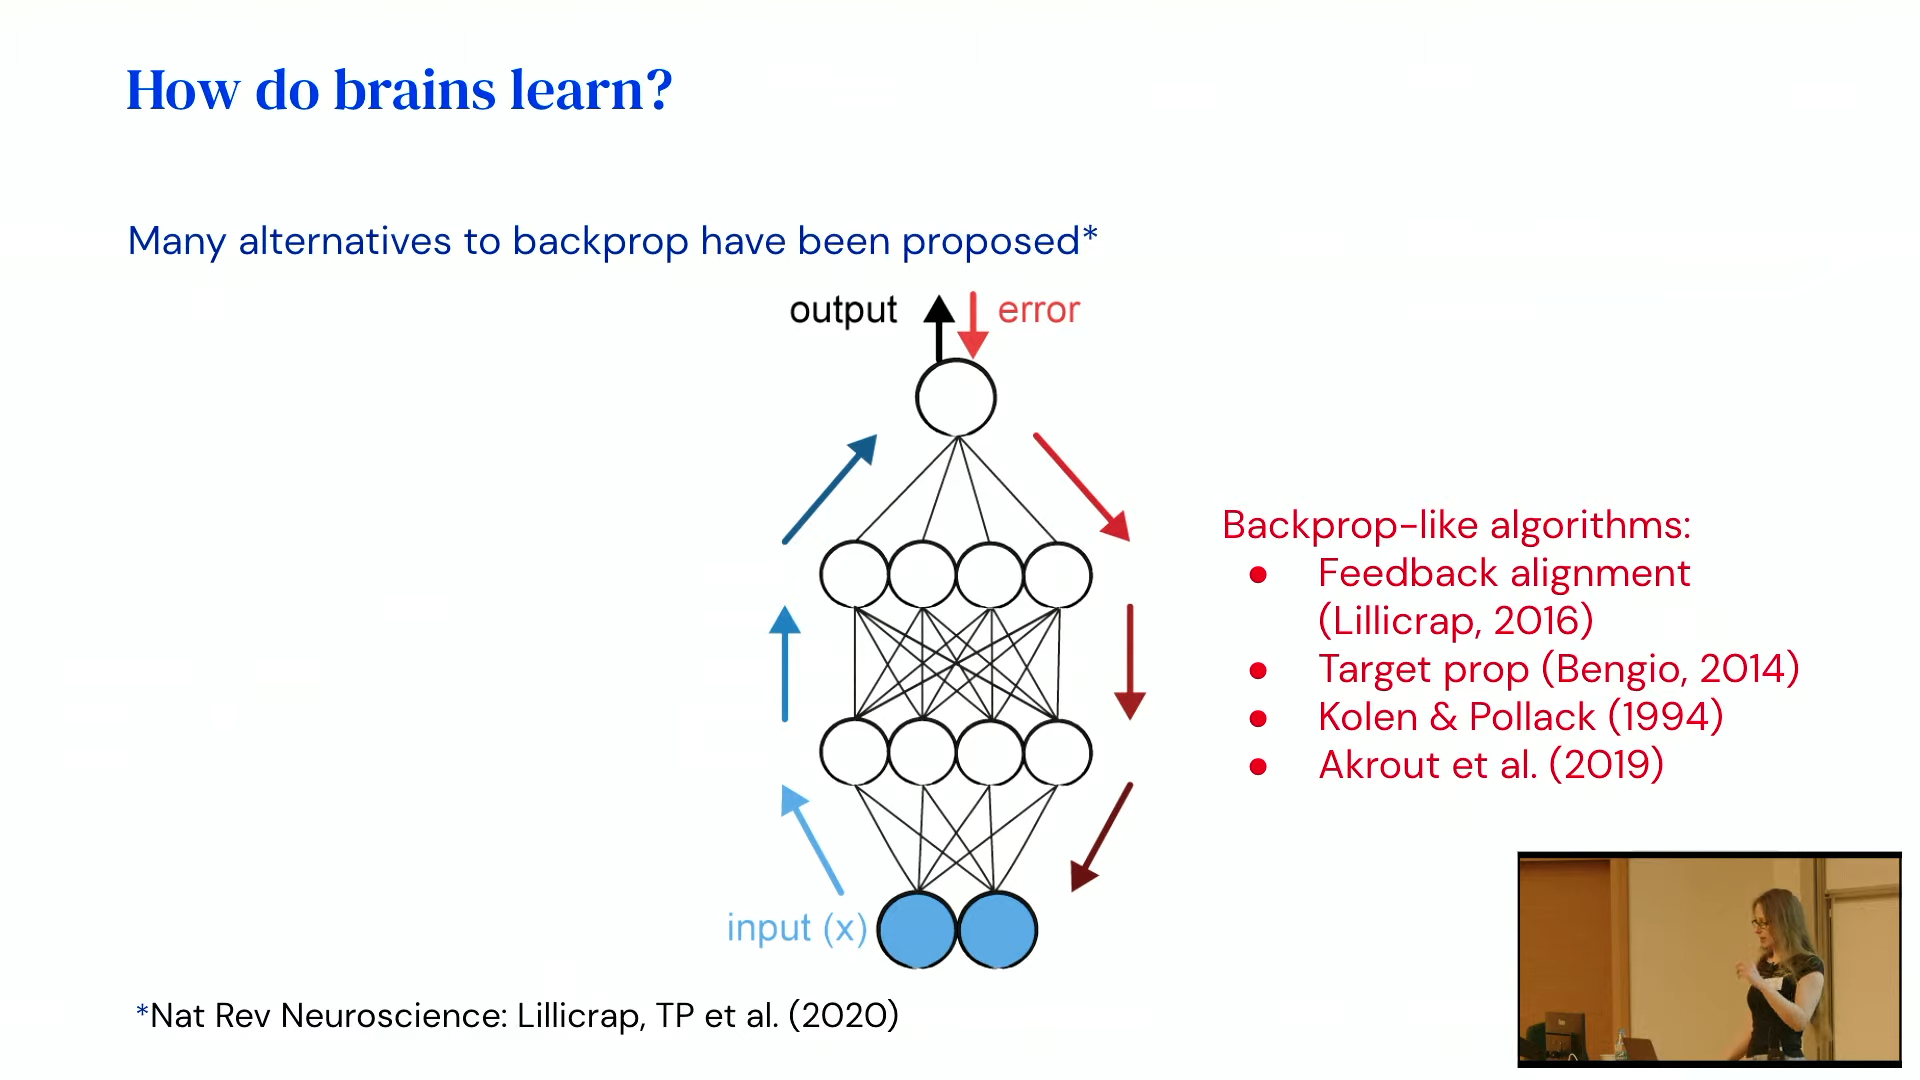 How do brains learn?
Many alternatives to backprop have been proposed*
output
error
Backprop-like algorithms:
● Feedback alignment
(Lillicrap, 2016)
● Target prop (Bengio, 2014)
● Kolen & Pollack (1994)
● Akrout et al. (2019)
input (x)
*Nat Rev Neuroscience: Lillicrap, TP et al. (2020)